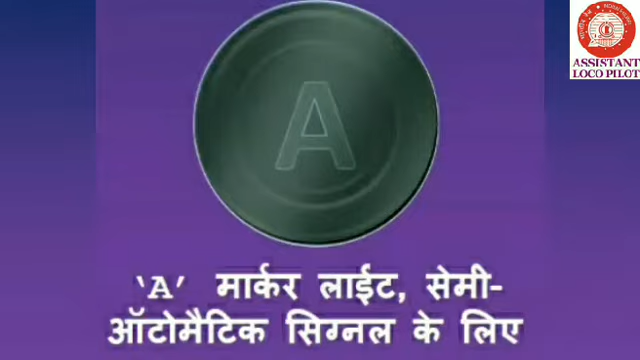 A
ASSISTANT
LOCO PILOT
‘A’ मार्कर लाईट, सेमी-
ऑटोमैटिक सिग्नल के लिए